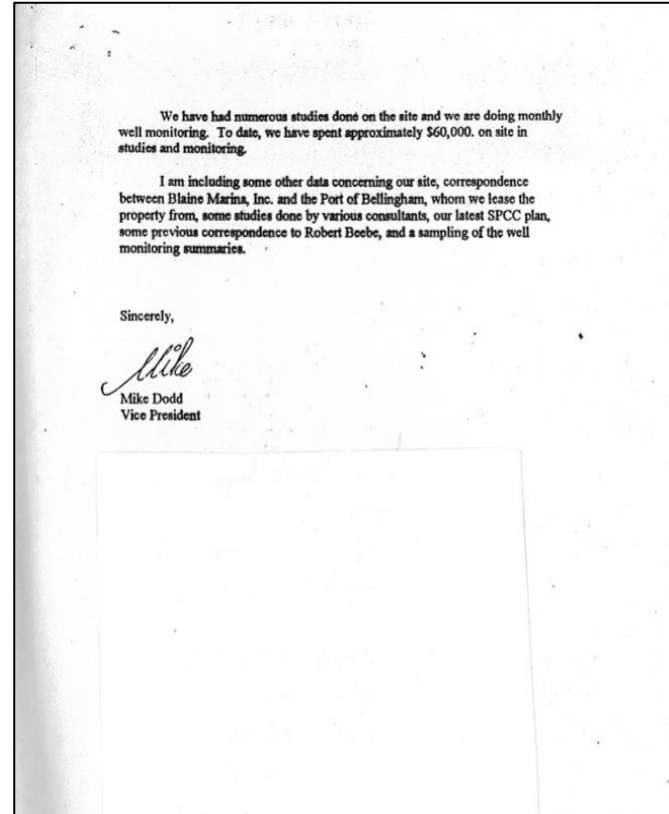 We have had numerous studies done on the site and we are doing monthly
well monitoring. To date, we have spent approximately $60,000. on site in
studies and monitoring.
I am including some other data concerning our site, correspondence
between Blaine Marina, Inc. and the Port of Bellingham, whom we lease the
property from, some studies done by various consultants, our latest SPCC plan,
some previous correspondence to Robert Beebe, and a sampling of the well
monitoring summaries.
Sincerely,
Mike
Mike Dodd
Vice President